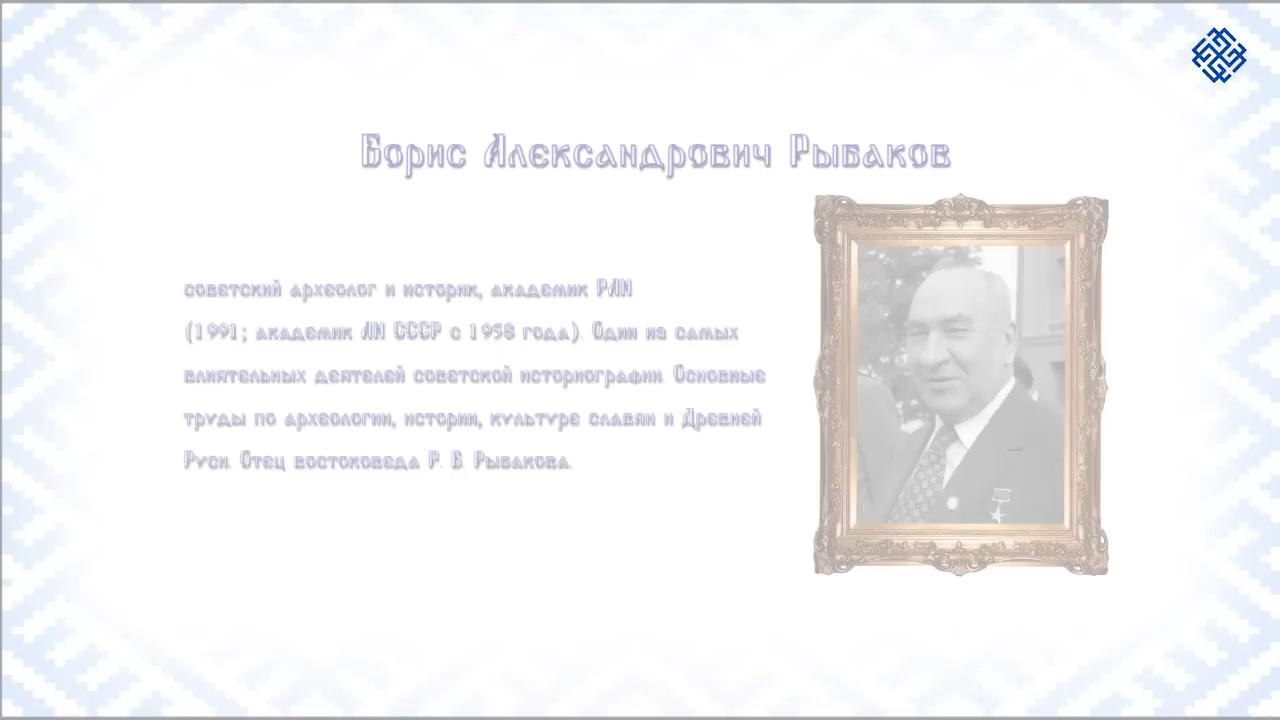 Борис Александрович Рыбаков
советский археолог и историк, академик РАН
(1991; академик АН СССР с 1958 года). Один из самых
влиятельных деятелей советской историографии. Основные
труды по археологии, истории, культуре славян и Древней
Руси. Отец востоковеда Р. Б. Рыбакова.